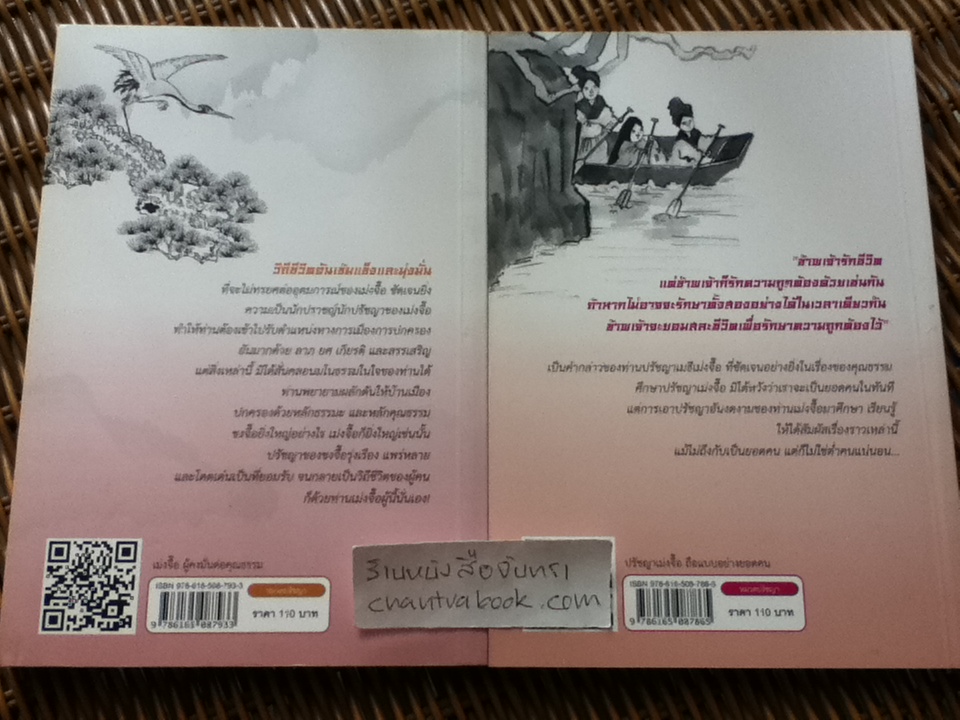 วิถีชีวิตอันเข้มแข็งและมุ่งมั่น
ที่จะไม่ทรยศต่ออุดมการณ์ของเม่งจื๊อ ชัดเจนยิ่ง
ความเป็นนักปราชญ์นักปรัชญาของเม่งจื๊อ
ทำให้ท่านต้องเข้าไปรับตำแหน่งทางการเมืองการปกครอง
อันมากด้วย ลาภ ยศ เกียรติ และสรรเสริญ
แต่สิ่งเหล่านี้ มิได้สั่นคลอนมโนธรรมในใจของท่านได้
ท่านพยายามผลักดันให้บ้านเมือง
ปกครองด้วยหลักธรรมะ และหลักคุณธรรม
ขงจื๊อยิ่งใหญ่อย่างไร เม่งจื๊อก็ยิ่งใหญ่เช่นนั้น
ปรัชญาของขงจื๊อรุ่งเรือง แพร่หลาย
และโดดเด่นเป็นที่ยอมรับ จนกลายเป็นวิถีชีวิตของผู้คน
ก็ด้วยท่านเม่งจื๊อผู้นี้นั่นเอง!
เม่งจื๊อ ผู้คงมั่นต่อคุณธรรม
ISBN 978-616-508-793-3
หมวดปรัชญา
ราคา 110 บาท
9 786165 087933
"ข้าพเจ้ารักชีวิต
แต่ข้าพเจ้าก็รักความถูกต้องด้วยเช่นกัน
ถ้าหากไม่อาจจะรักษาทั้งสองอย่างได้ในเวลาเดียวกัน
ข้าพเจ้าจะยอมสละชีวิตเพื่อรักษาความถูกต้องไว้"
เป็นคำกล่าวของท่านปรัชญาเมธีเม่งจื๊อ ที่ชัดเจนอย่างยิ่งในเรื่องของคุณธรรม
ศึกษาปรัชญาเม่งจื๊อ มิได้หวังว่าเราจะเป็นยอดคนในทันที
แต่การเอาปรัชญาอันงดงามของท่านเม่งจื๊อมาศึกษา เรียนรู้
ให้ได้สัมผัสเรื่องราวเหล่านี้
แม้ไม่ถึงกับเป็นยอดคน แต่ก็ไม่ใช่ต่ำคนแน่นอน...
ปรัชญาเม่งจื๊อ ถือแบบอย่างยอดคน
ISBN 978-616-508-786-5
หมวดปรัชญา
ราคา 110 บาท
9 786165 087865
ร้านหนังสือจันทรา
chantrabook.com